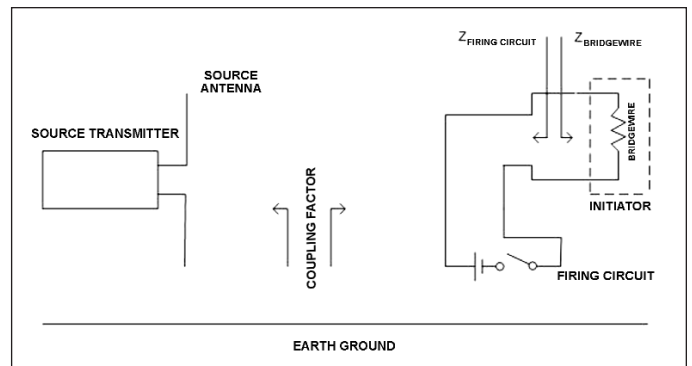 Z FIRING CIRCUIT
Z BRIDGEWIRE
SOURCE
ANTENNA
SOURCE TRANSMITTER
BRIDGEWIRE
INITIATOR
COUPLING FACTOR
FIRING CIRCUIT
EARTH GROUND